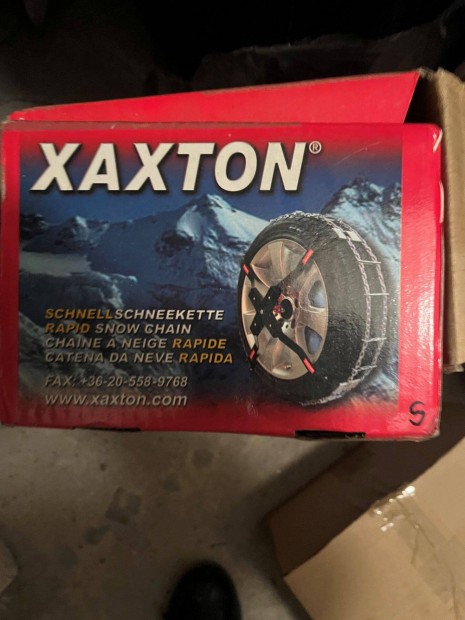 XAXTON®
SCHNELLSCHNEEKETTE
RAPID SNOW CHAIN
CHAINE A NEIGE RAPIDE
CATENA DA NEVE RAPIDA
FAX: +36-20-558-9768
www.xaxton.com
S